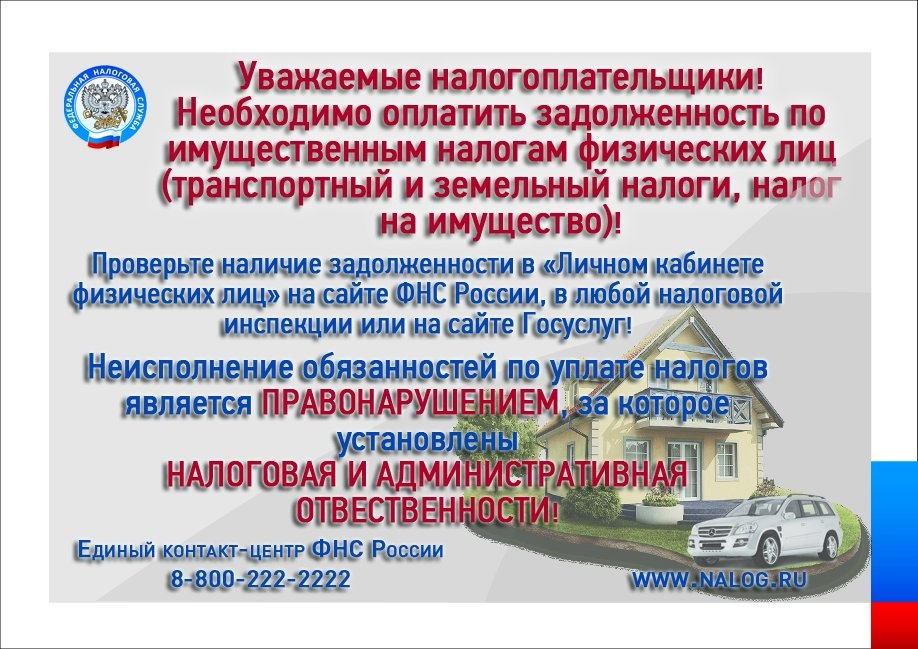 ФЕДЕРАЛЬНАЯ НАЛОГОВАЯ СЛУЖБА
Уважаемые налогоплательщики!
Необходимо оплатить задолженность по
имущественным налогам физических лиц
(транспортный и земельный налоги, налог
на имущество)!
Проверьте наличие задолженности в «Личном кабинете
физических лиц» на сайте ФНС России, в любой налоговой
инспекции или на сайте Госуслуг!
Неисполнение обязанностей по уплате налогов
является ПРАВОНАРУШЕНИЕМ, за которое
установлены
НАЛОГОВАЯ И АДМИНИСТРАТИВНАЯ
ОТВЕСТВЕННОСТИ!
Единый контакт-центр ФНС России
8-800-222-2222
www.nalog.ru